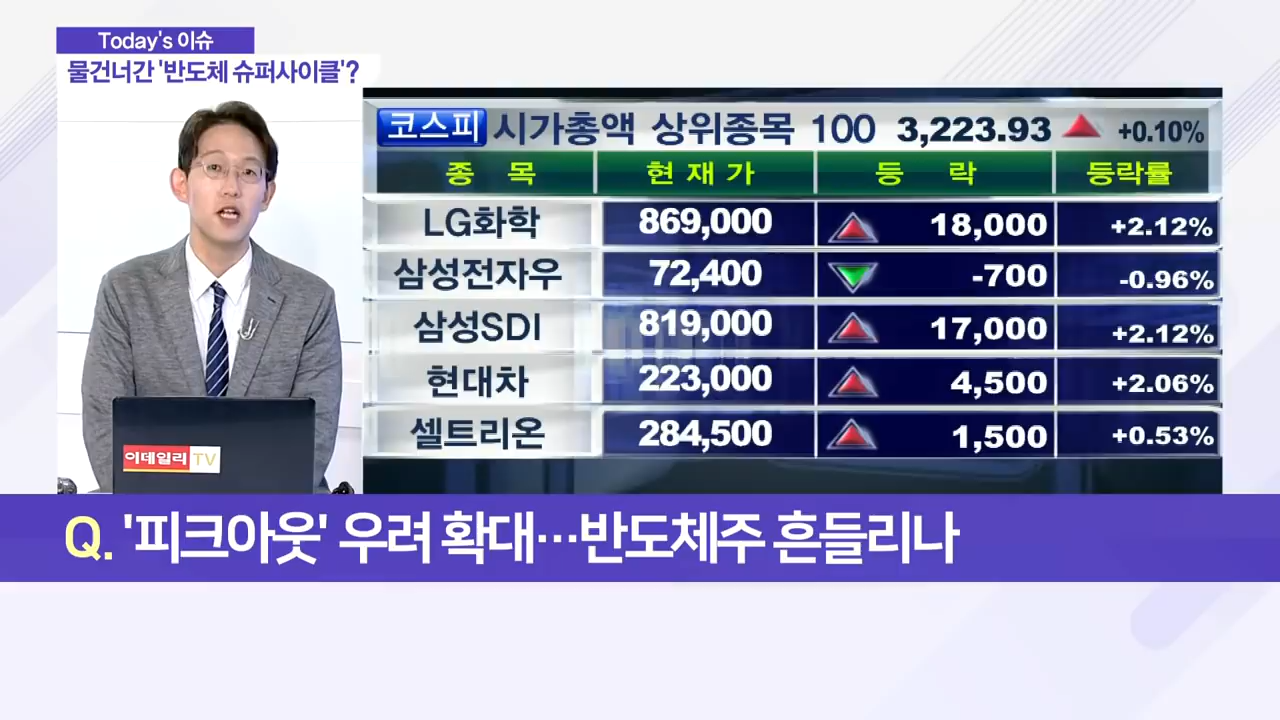 Today's 이슈
물건너간 '반도체 슈퍼사이클'?
코스피 시가총액 상위종목 100 3,223.93 ▲ +0.10%
종 목 현 재 가 등 락 등락률
LG화학 869,000 ▲ 18,000 +2.12%
삼성전자우 72,400 ▼ -700 -0.96%
삼성SDI 819,000 ▲ 17,000 +2.12%
현대차 223,000 ▲ 4,500 +2.06%
셀트리온 284,500 ▲ 1,500 +0.53%
이데일리TV
Q. '피크아웃' 우려 확대…반도체주 흔들리나